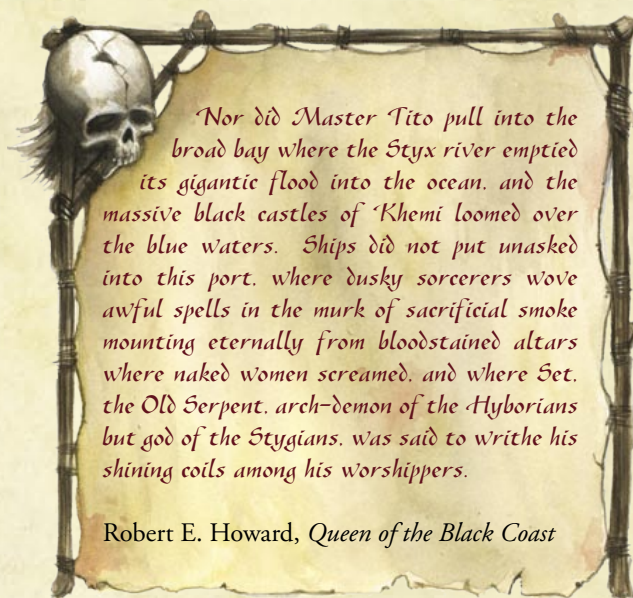 Nor did Master Tito pull into the
broad bay where the Styx river emptied
its gigantic flood into the ocean, and the
massive black castles of Khemi loomed over
the blue waters. Ships did not put unasked
into this port, where dusky sorcerers wove
awful spells in the murk of sacrificial smoke
mounting eternally from bloodstained altars
where naked women screamed, and where Set,
the Old Serpent, arch-demon of the Hyborians
but god of the Stygians, was said to writhe his
shining coils among his worshippers.
Robert E. Howard, Queen of the Black Coast